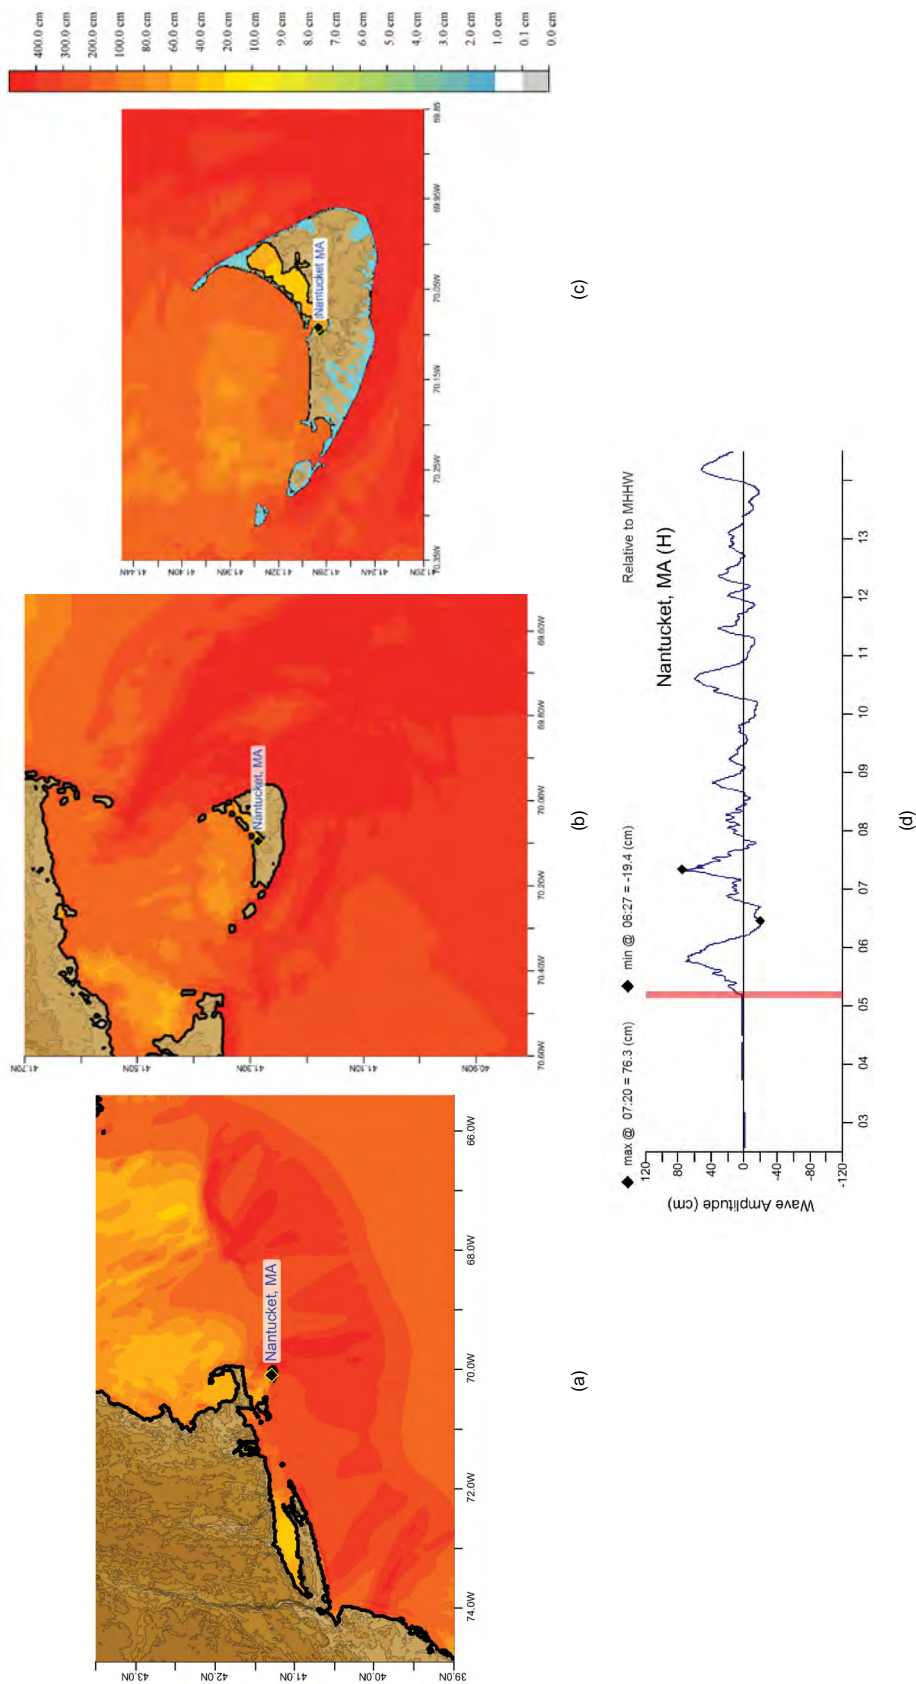 43.0N
42.0N
41.0N
40.0N
39.0N
74.0W
72.0W
70.0W
68.0W
66.0W
Nantucket, MA
(a)
41.70N
41.50N
41.30N
41.10N
40.90N
70.60W
70.40W
70.20W
70.00W
69.80W
69.60W
Nantucket, MA
(b)
41.44N
41.40N
41.36N
41.32N
41.28N
41.24N
41.20N
70.35W
70.25W
70.15W
70.05W
69.95W
69.85
Nantucket MA
(c)
400.0 cm
300.0 cm
200.0 cm
100.0 cm
80.0 cm
60.0 cm
40.0 cm
20.0 cm
10.0 cm
9.0 cm
8.0 cm
7.0 cm
6.0 cm
5.0 cm
4.0 cm
3.0 cm
2.0 cm
1.0 cm
0.1 cm
0.0 cm
max @ 07:20 = 76.3 (cm)
min @ 06:27 = -19.4 (cm)
Relative to MHHW
Nantucket, MA (H)
Wave Amplitude (cm)
120
80
40
0
-40
-120
03
04
05
06
07
08
09
10
11
12
13
(d)